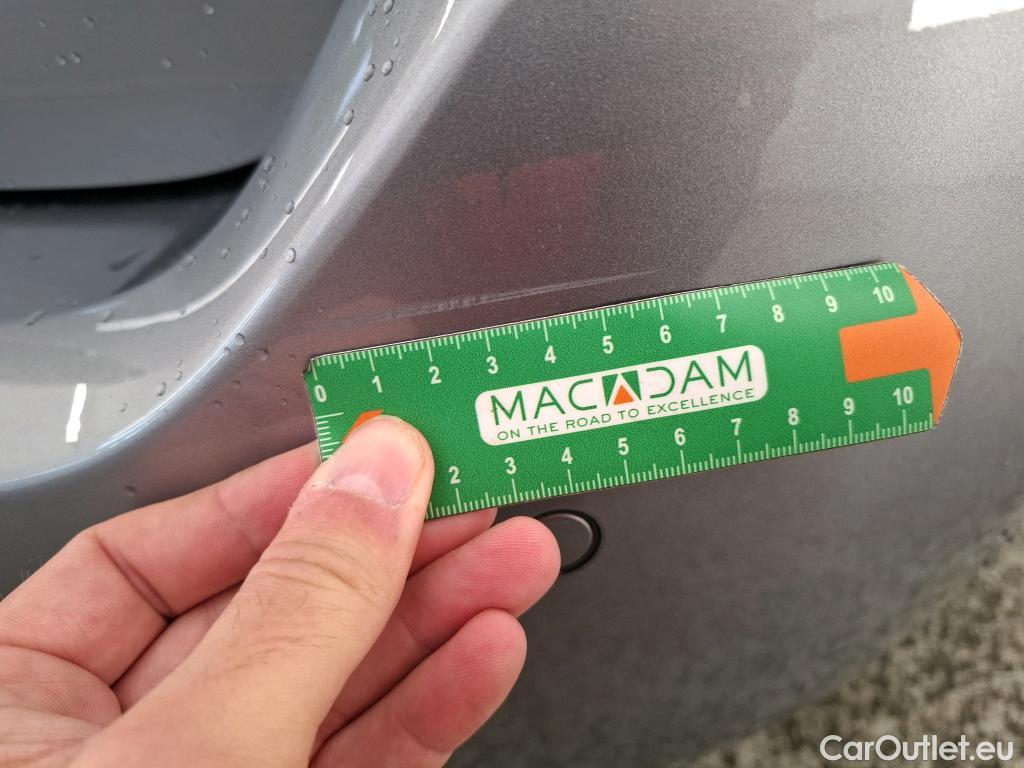 0 1 2 3 4 5 6 7 8 9 10
MACADAM
ON THE ROAD TO EXCELLENCE
2 3 4 5 6 7 8 9 10
CarOutlet.eu